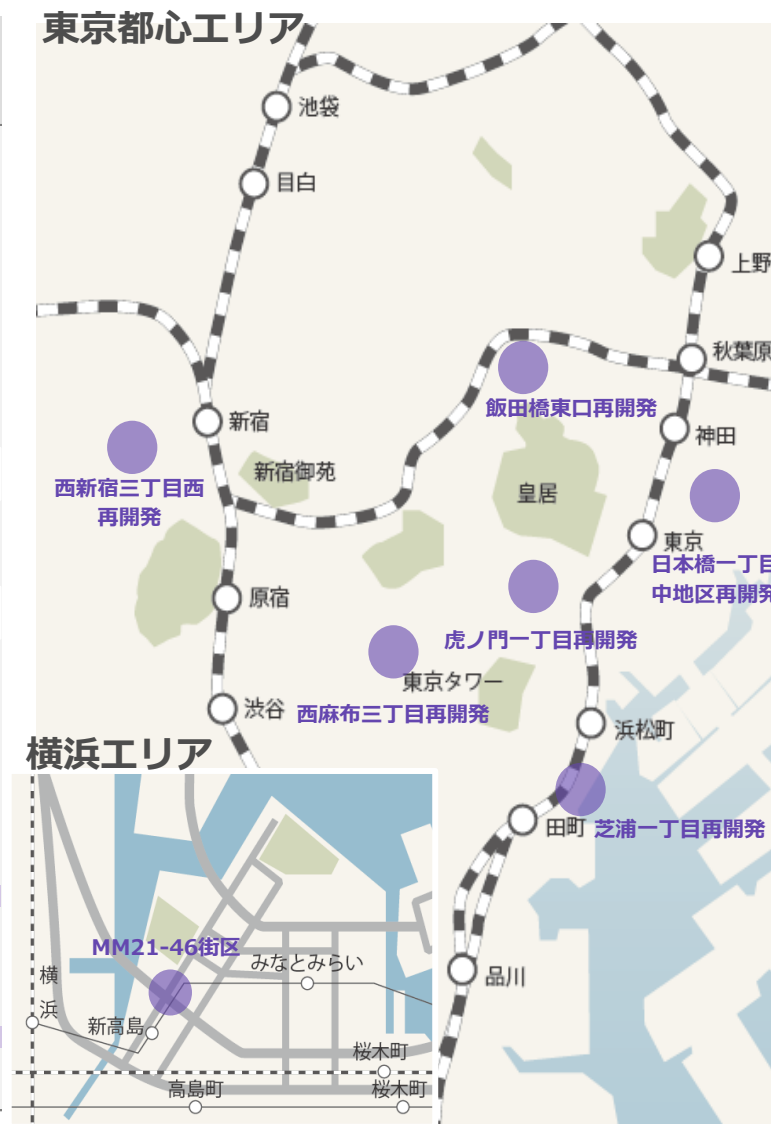 東京都心エリア
池袋
目白
上野
秋葉原
飯田橋東口再開発
新宿
神田
新宿御苑
西新宿三丁目西
再開発
皇居
東京
日本橋一丁目
中地区再開発
原宿
虎ノ門一丁目再開発
東京タワー
渋谷
西麻布三丁目再開発
浜松町
横浜エリア
田町
芝浦一丁目再開発
品川
MM21-46街区
みなとみらい
横浜
新高島
桜木町
高島町
桜木町